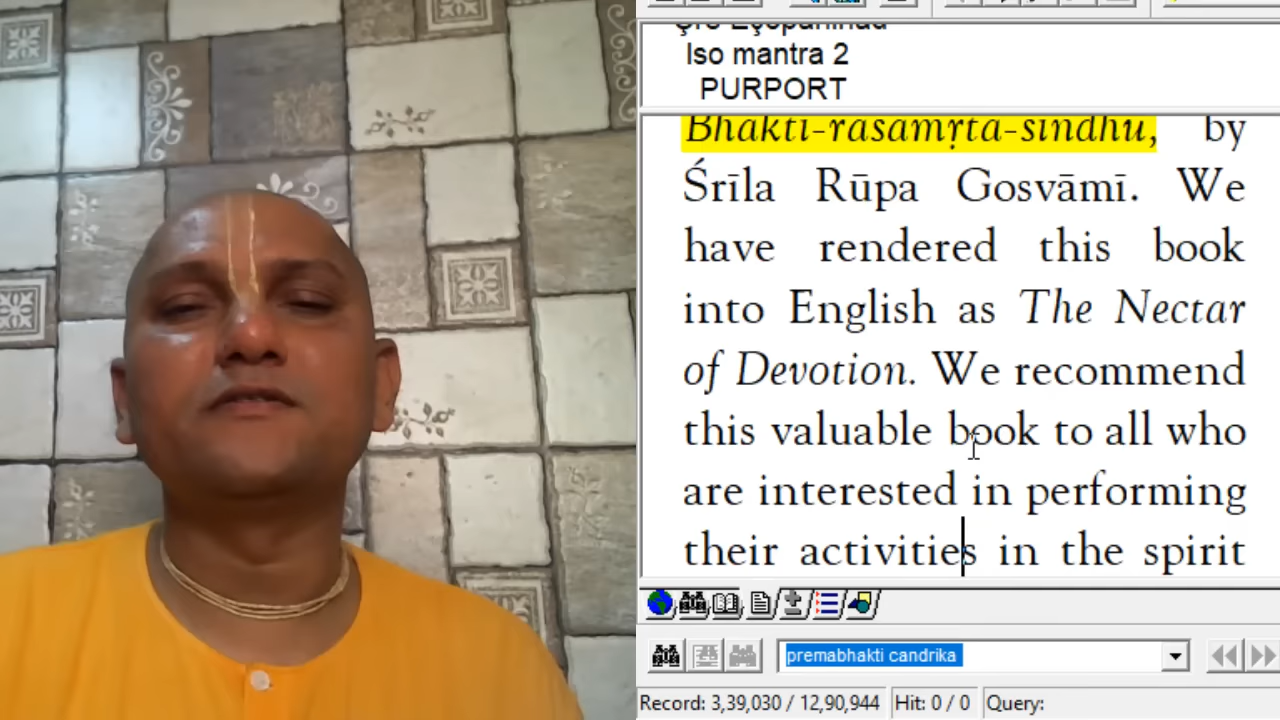 Iso mantra 2
PURPORT
Bhakti-rasāmṛta-sindhu, by
Śrīla Rūpa Gosvāmī. We
have rendered this book
into English as The Nectar
of Devotion. We recommend
this valuable book to all who
are interested in performing
their activities in the spirit
premabhakti candrika
Record: 3,39,030 / 12,90,944 Hit: 0 / 0 Query: